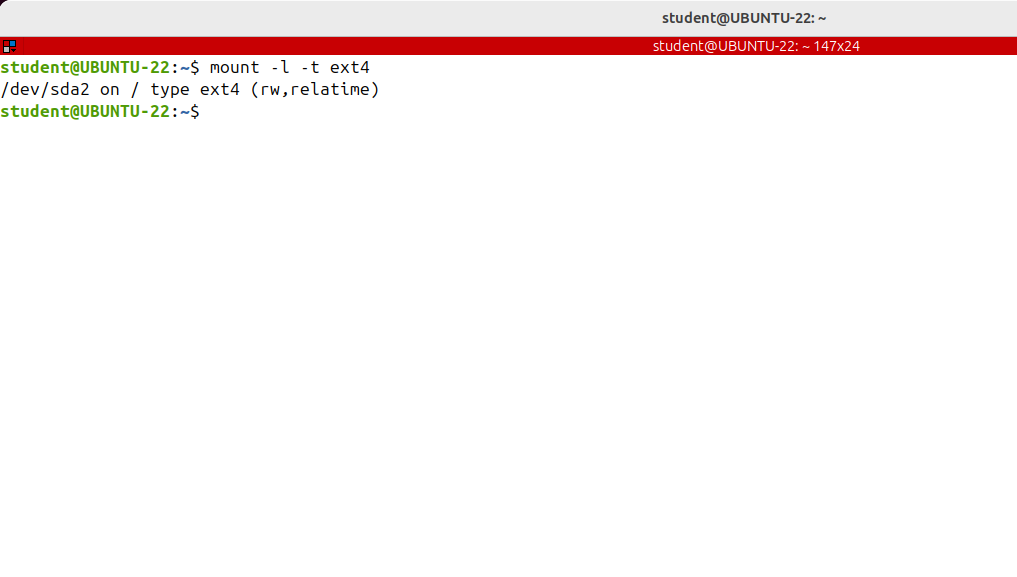 student@UBUNTU-22: ~
student@UBUNTU-22: ~ 147x24
student@UBUNTU-22:~$ mount -l -t ext4
/dev/sda2 on / type ext4 (rw,relatime)
student@UBUNTU-22:~$